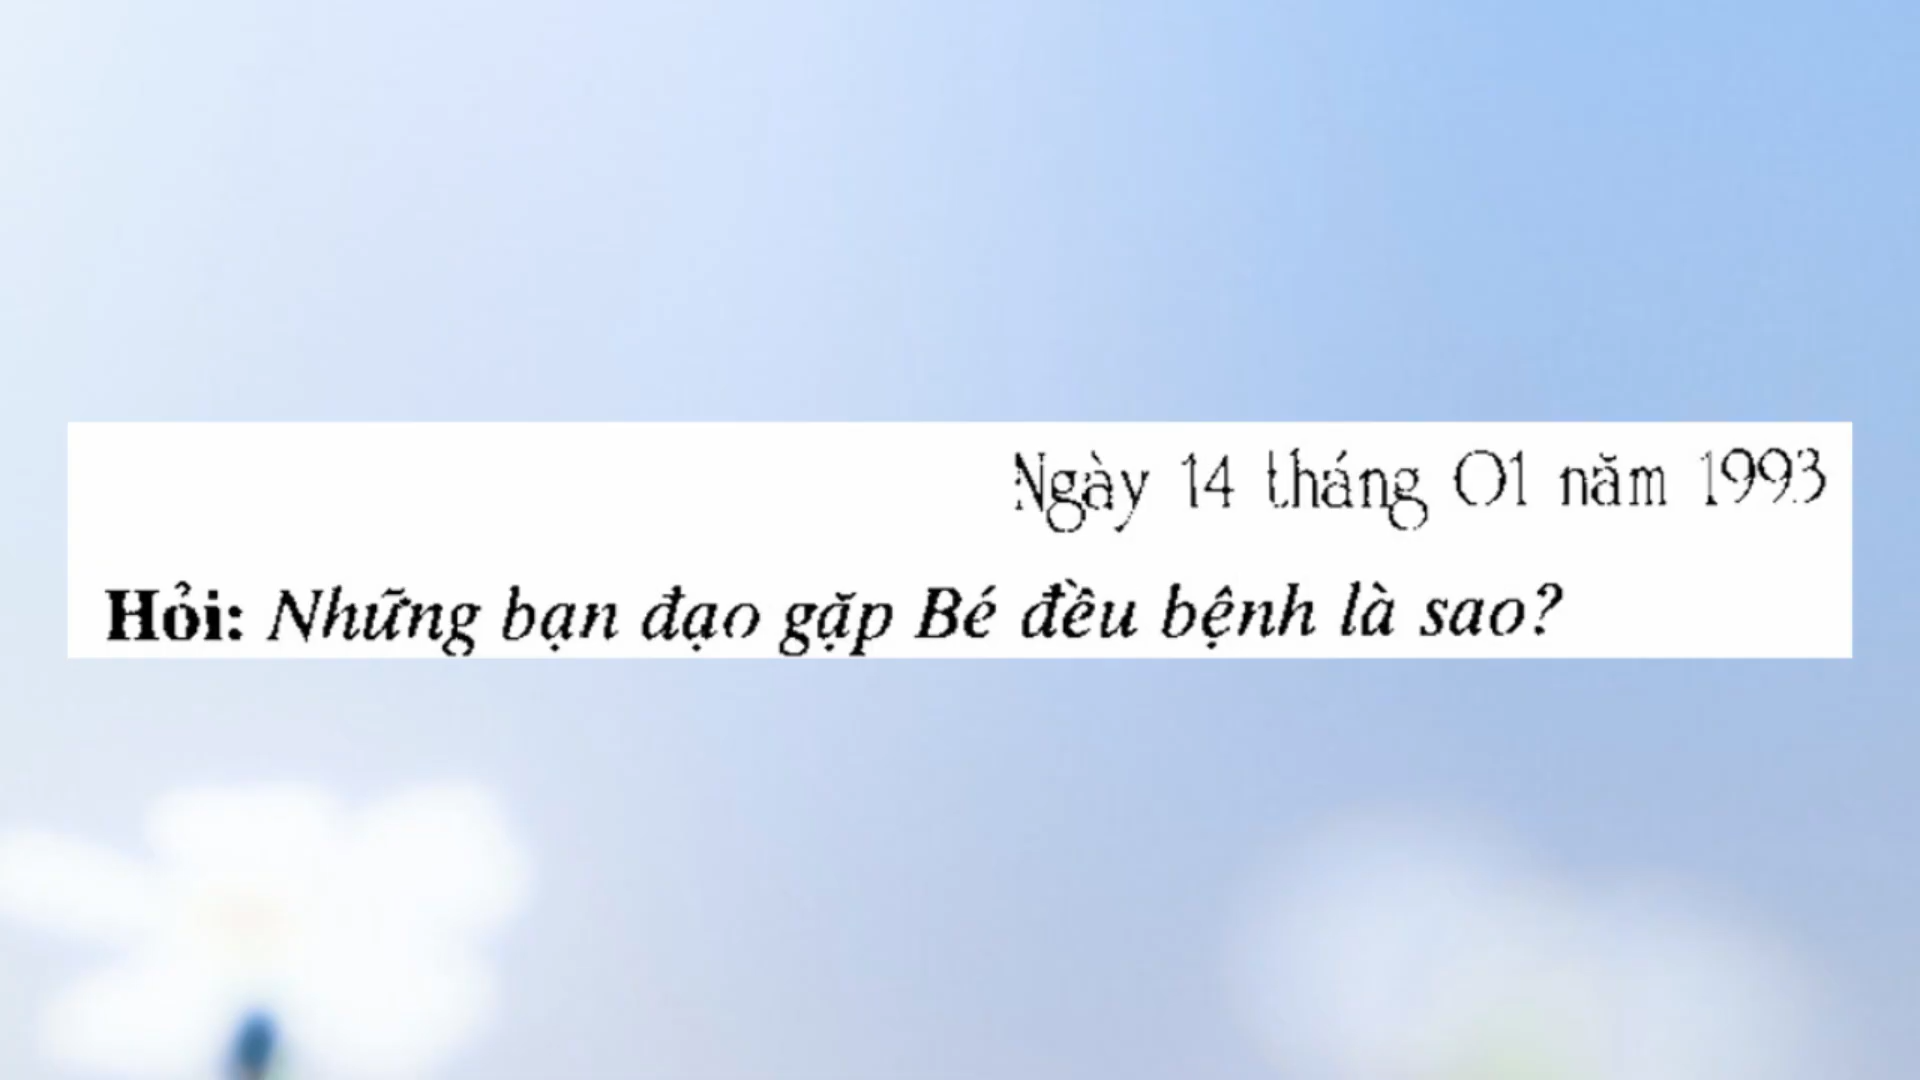 Ngày 14 tháng 01 năm 1993
Hỏi: Những bạn đạo gặp Bé đều bệnh là sao?